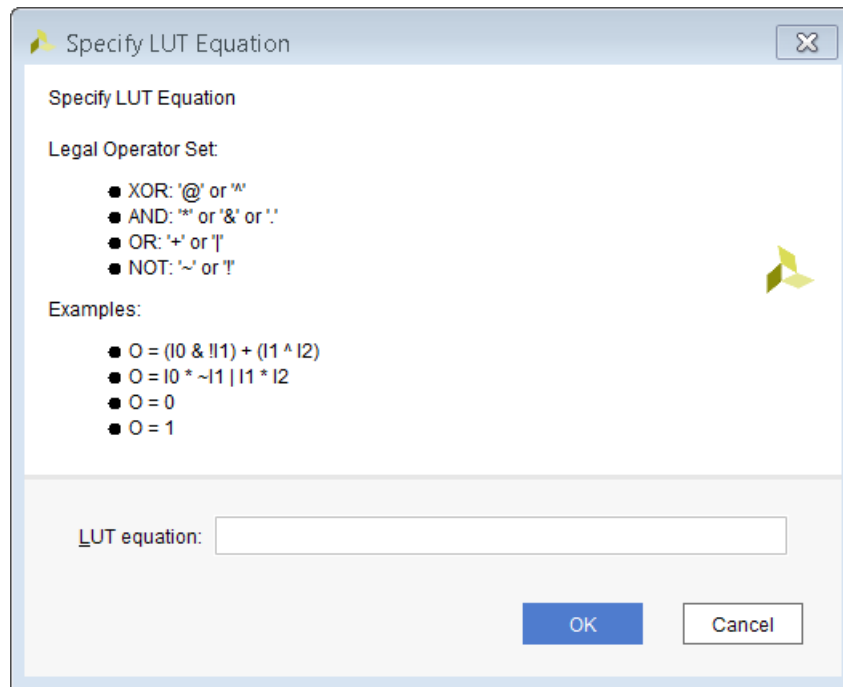 Specify LUT Equation
Specify LUT Equation
Legal Operator Set:
● XOR: '@' or '^'
● AND: '*' or '&' or '.'
● OR: '+' or '|'
● NOT: '~' or '!'
Examples:
● O = (I0 & !I1) + (I1 ^ I2)
● O = I0 * ~I1 | I1 * I2
● O = 0
● O = 1
LUT equation:
OK Cancel